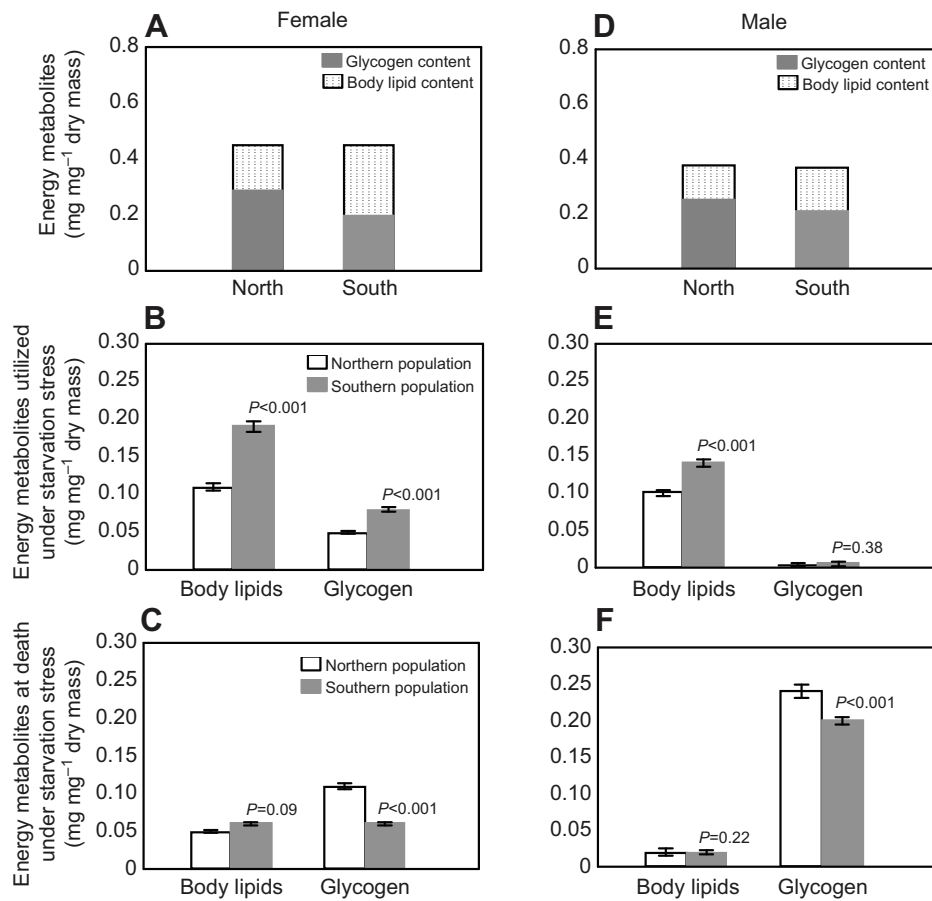 Female
A
Energy metabolites
(mg mg⁻¹ dry mass)
0.8
0.6
0.4
0.2
0
Glycogen content
Body lipid content
North South
Male
D
0.8
0.6
0.4
0.2
0
Glycogen content
Body lipid content
North South
B
Energy metabolites utilized
under starvation stress
(mg mg⁻¹ dry mass)
0.30
0.25
0.20
0.15
0.10
0.05
0
Northern population
Southern population
P<0.001
P<0.001
Body lipids Glycogen
E
0.30
0.25
0.20
0.15
0.10
0.05
0
P<0.001
P=0.38
Body lipids Glycogen
C
Energy metabolites at death
under starvation stress
(mg mg⁻¹ dry mass)
0.30
0.25
0.20
0.15
0.10
0.05
0
Northern population
Southern population
P=0.09
P<0.001
Body lipids Glycogen
F
0.30
0.25
0.20
0.15
0.10
0.05
0
P=0.22
P<0.001
Body lipids Glycogen